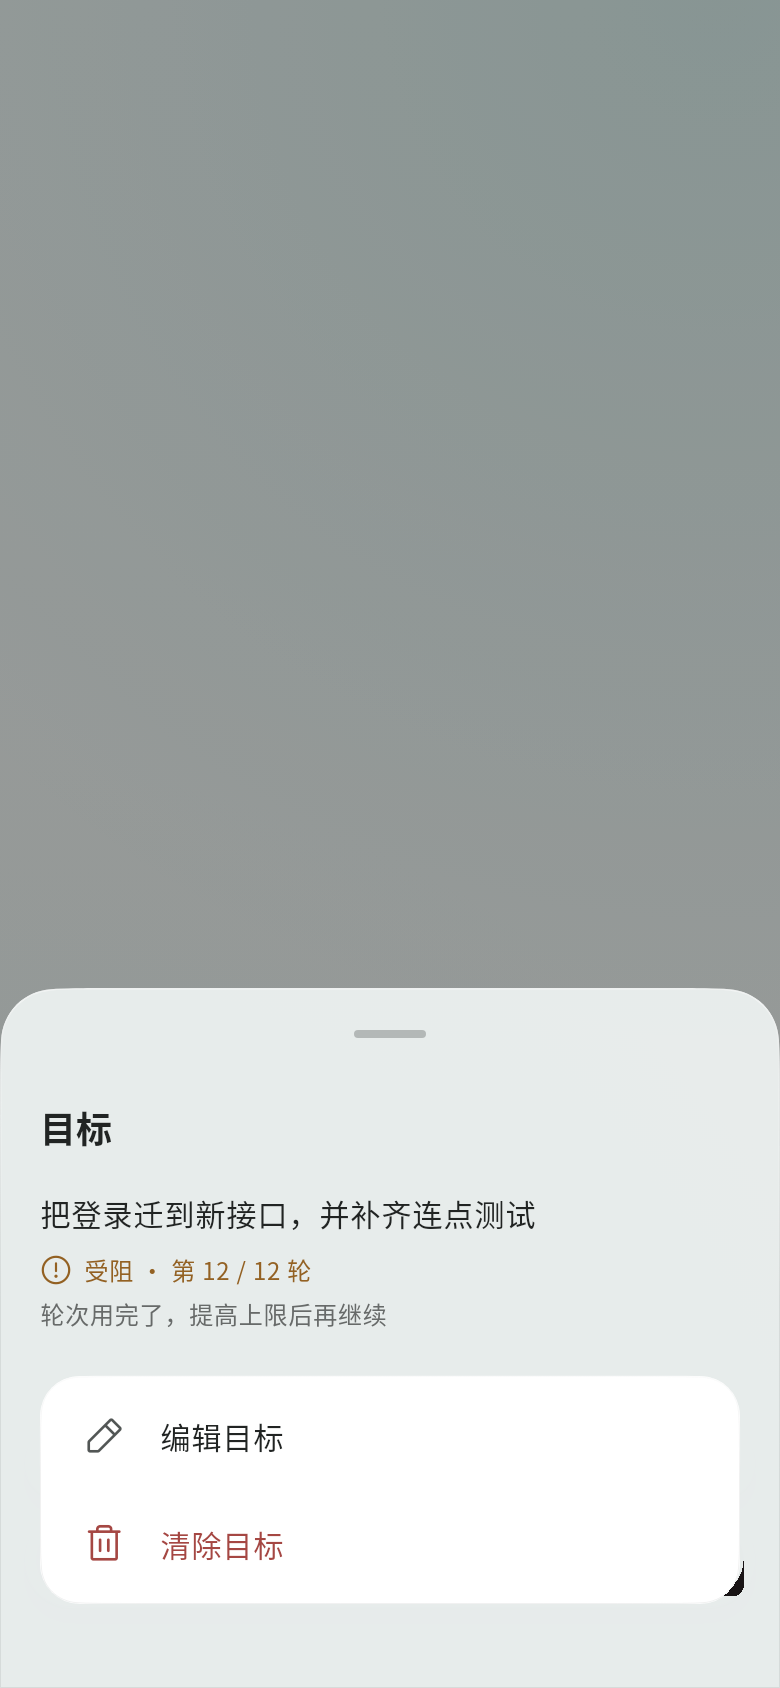 目标
把登录迁到新接口，并补齐连点测试
受阻 · 第 12 / 12 轮
轮次用完了，提高上限后再继续
编辑目标
清除目标